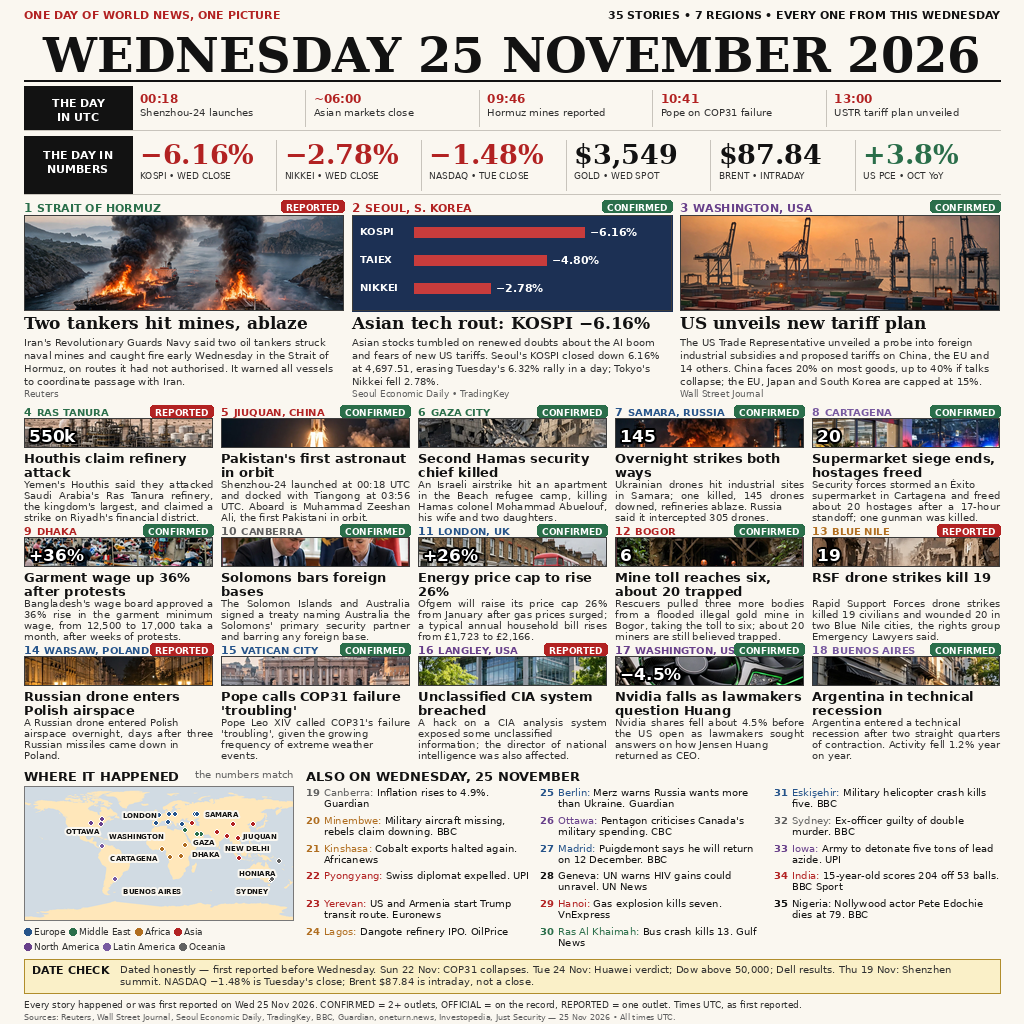 ONE DAY OF WORLD NEWS, ONE PICTURE
35 STORIES • 7 REGIONS • EVERY ONE FROM THIS WEDNESDAY
WEDNESDAY 25 NOVEMBER 2026
THE DAY
IN UTC
00:18
Shenzhou-24 launches
~06:00
Asian markets close
09:46
Hormuz mines reported
10:41
Pope on COP31 failure
13:00
USTR tariff plan unveiled
THE DAY IN
NUMBERS
−6.16%
KOSPI • WED CLOSE
−2.78%
NIKKEI • WED CLOSE
−1.48%
NASDAQ • TUE CLOSE
$3,549
GOLD • WED SPOT
$87.84
BRENT • INTRADAY
+3.8%
US PCE • OCT YoY
1 STRAIT OF HORMUZ
REPORTED
Two tankers hit mines, ablaze
Iran's Revolutionary Guards Navy said two oil tankers struck
naval mines and caught fire early Wednesday in the Strait of
Hormuz, on routes it had not authorised. It warned all vessels
to coordinate passage with Iran.
Reuters
2 SEOUL, S. KOREA
CONFIRMED
KOSPI
−6.16%
TAIEX
−4.80%
NIKKEI
−2.78%
Asian tech rout: KOSPI −6.16%
Asian stocks tumbled on renewed doubts about the AI boom
and fears of new US tariffs. Seoul's KOSPI closed down 6.16%
at 4,697.51, erasing Tuesday's 6.32% rally in a day; Tokyo's
Nikkei fell 2.78%.
Seoul Economic Daily • TradingKey
3 WASHINGTON, USA
CONFIRMED
US unveils new tariff plan
The US Trade Representative unveiled a probe into foreign
industrial subsidies and proposed tariffs on China, the EU and
14 others. China faces 20% on most goods, up to 40% if talks
collapse; the EU, Japan and South Korea are capped at 15%.
Wall Street Journal
4 RAS TANURA
REPORTED
550k
Houthis claim refinery
attack
Yemen's Houthis said they attacked
Saudi Arabia's Ras Tanura refinery,
the kingdom's largest, and claimed a
strike on Riyadh's financial district.
5 JIUQUAN, CHINA
CONFIRMED
Pakistan's first astronaut
in orbit
Shenzhou-24 launched at 00:18 UTC
and docked with Tiangong at 03:56
UTC. Aboard is Muhammad Zeeshan
Ali, the first Pakistani in orbit.
6 GAZA CITY
CONFIRMED
Second Hamas security
chief killed
An Israeli airstrike hit an apartment
in the Beach refugee camp, killing
Hamas colonel Mohammad Abuelouf,
his wife and two daughters.
7 SAMARA, RUSSIA
CONFIRMED
145
Overnight strikes both
ways
Ukrainian drones hit industrial sites
in Samara; one killed, 145 drones
downed, refineries ablaze. Russia
said it intercepted 305 drones.
8 CARTAGENA
CONFIRMED
20
Supermarket siege ends,
hostages freed
Security forces stormed an Éxito
supermarket in Cartagena and freed
about 20 hostages after a 17-hour
standoff; one gunman was killed.
9 DHAKA
CONFIRMED
+36%
Garment wage up 36%
after protests
Bangladesh's wage board approved a
36% rise in the garment minimum
wage, from 12,500 to 17,000 taka a
month, after weeks of protests.
10 CANBERRA
CONFIRMED
Solomons bars foreign
bases
The Solomon Islands and Australia
signed a treaty naming Australia the
Solomons' primary security partner
and barring any foreign base.
11 LONDON, UK
CONFIRMED
+26%
Energy price cap to rise
26%
Ofgem will raise its price cap 26%
from January after gas prices surged;
a typical annual household bill rises
from £1,723 to £2,166.
12 BOGOR
CONFIRMED
6
Mine toll reaches six,
about 20 trapped
Rescuers pulled three more bodies
from a flooded illegal gold mine in
Bogor, taking the toll to six; about 20
miners are still believed trapped.
13 BLUE NILE
REPORTED
19
RSF drone strikes kill 19
Rapid Support Forces drone strikes
killed 19 civilians and wounded 20 in
two Blue Nile cities, the rights group
Emergency Lawyers said.
14 WARSAW, POLAND
REPORTED
Russian drone enters
Polish airspace
A Russian drone entered Polish
airspace overnight, days after three
Russian missiles came down in
Poland.
15 VATICAN CITY
CONFIRMED
Pope calls COP31 failure
'troubling'
Pope Leo XIV called COP31's failure
'troubling', given the growing
frequency of extreme weather
events.
16 LANGLEY, USA
REPORTED
Unclassified CIA system
breached
A hack on a CIA analysis system
exposed some unclassified
information; the director of national
intelligence was also affected.
17 WASHINGTON, US
CONFIRMED
−4.5%
Nvidia falls as lawmakers
question Huang
Nvidia shares fell about 4.5% before
the US open as lawmakers sought
answers on how Jensen Huang
returned as CEO.
18 BUENOS AIRES
CONFIRMED
Argentina in technical
recession
Argentina entered a technical
recession after two straight quarters
of contraction. Activity fell 1.2% year
on year.
WHERE IT HAPPENED
the numbers match
LONDON
SAMARA
OTTAWA
WASHINGTON
GAZA
JIUQUAN
NEW DELHI
CARTAGENA
DHAKA
HONIARA
BUENOS AIRES
SYDNEY
Europe
Middle East
Africa
Asia
North America
Latin America
Oceania
ALSO ON WEDNESDAY, 25 NOVEMBER
19 Canberra: Inflation rises to 4.9%.
Guardian
20 Minembwe: Military aircraft missing,
rebels claim downing. BBC
21 Kinshasa: Cobalt exports halted again.
Africanews
22 Pyongyang: Swiss diplomat expelled. UPI
23 Yerevan: US and Armenia start Trump
transit route. Euronews
24 Lagos: Dangote refinery IPO. OilPrice
25 Berlin: Merz warns Russia wants more
than Ukraine. Guardian
26 Ottawa: Pentagon criticises Canada's
military spending. CBC
27 Madrid: Puigdemont says he will return
on 12 December. BBC
28 Geneva: UN warns HIV gains could
unravel. UN News
29 Hanoi: Gas explosion kills seven.
VnExpress
30 Ras Al Khaimah: Bus crash kills 13. Gulf
News
31 Eskişehir: Military helicopter crash kills
five. BBC
32 Sydney: Ex-officer guilty of double
murder. BBC
33 Iowa: Army to detonate five tons of lead
azide. UPI
34 India: 15-year-old scores 204 off 53 balls.
BBC Sport
35 Nigeria: Nollywood actor Pete Edochie
dies at 79. BBC
DATE CHECK
Dated honestly — first reported before Wednesday. Sun 22 Nov: COP31 collapses. Tue 24 Nov: Huawei verdict; Dow above 50,000; Dell results. Thu 19 Nov: Shenzhen
summit. NASDAQ −1.48% is Tuesday's close; Brent $87.84 is intraday, not a close.
Every story happened or was first reported on Wed 25 Nov 2026. CONFIRMED = 2+ outlets, OFFICIAL = on the record, REPORTED = one outlet. Times UTC, as first reported.
Sources: Reuters, Wall Street Journal, Seoul Economic Daily, TradingKey, BBC, Guardian, oneturn.news, Investopedia, Just Security — 25 Nov 2026 • All times UTC.